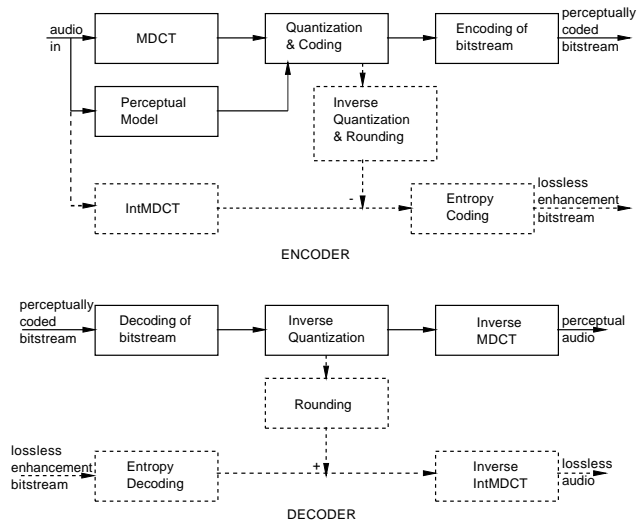 audio
in
MDCT
Quantization
& Coding
Encoding of
bitstream
perceptually
coded
bitstream
Perceptual
Model
Inverse
Quantization
& Rounding
IntMDCT
-
Entropy
Coding
lossless
enhancement
bitstream
ENCODER
perceptually
coded
bitstream
Decoding of
bitstream
Inverse
Quantization
Inverse
MDCT
perceptual
audio
Rounding
lossless
enhancement
bitstream
Entropy
Decoding
+
Inverse
IntMDCT
lossless
audio
DECODER